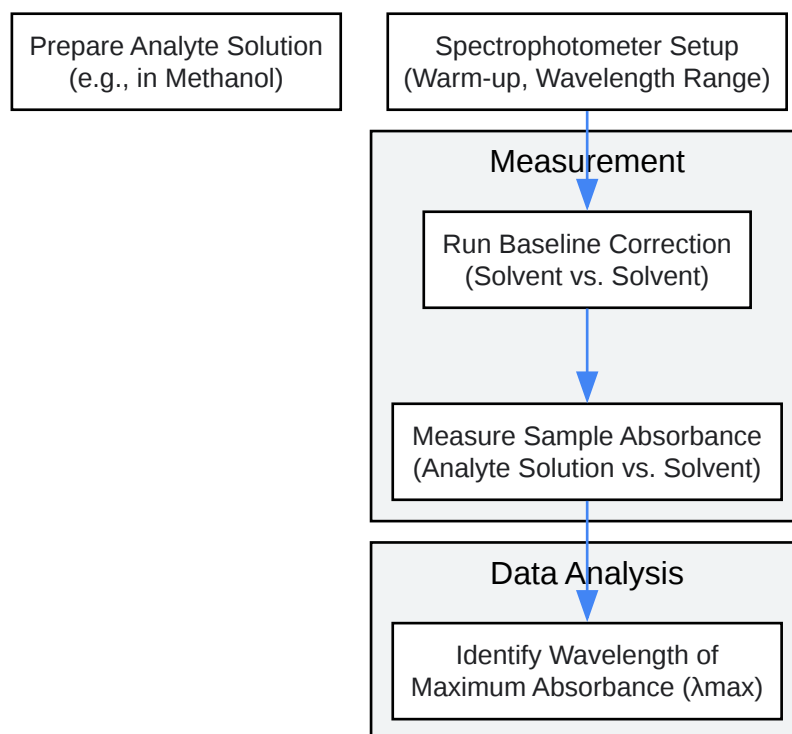 Prepare Analyte Solution
(e.g., in Methanol)
Spectrophotometer Setup
(Warm-up, Wavelength Range)
Measurement
Run Baseline Correction
(Solvent vs. Solvent)
Measure Sample Absorbance
(Analyte Solution vs. Solvent)
Data Analysis
Identify Wavelength of
Maximum Absorbance (λmax)